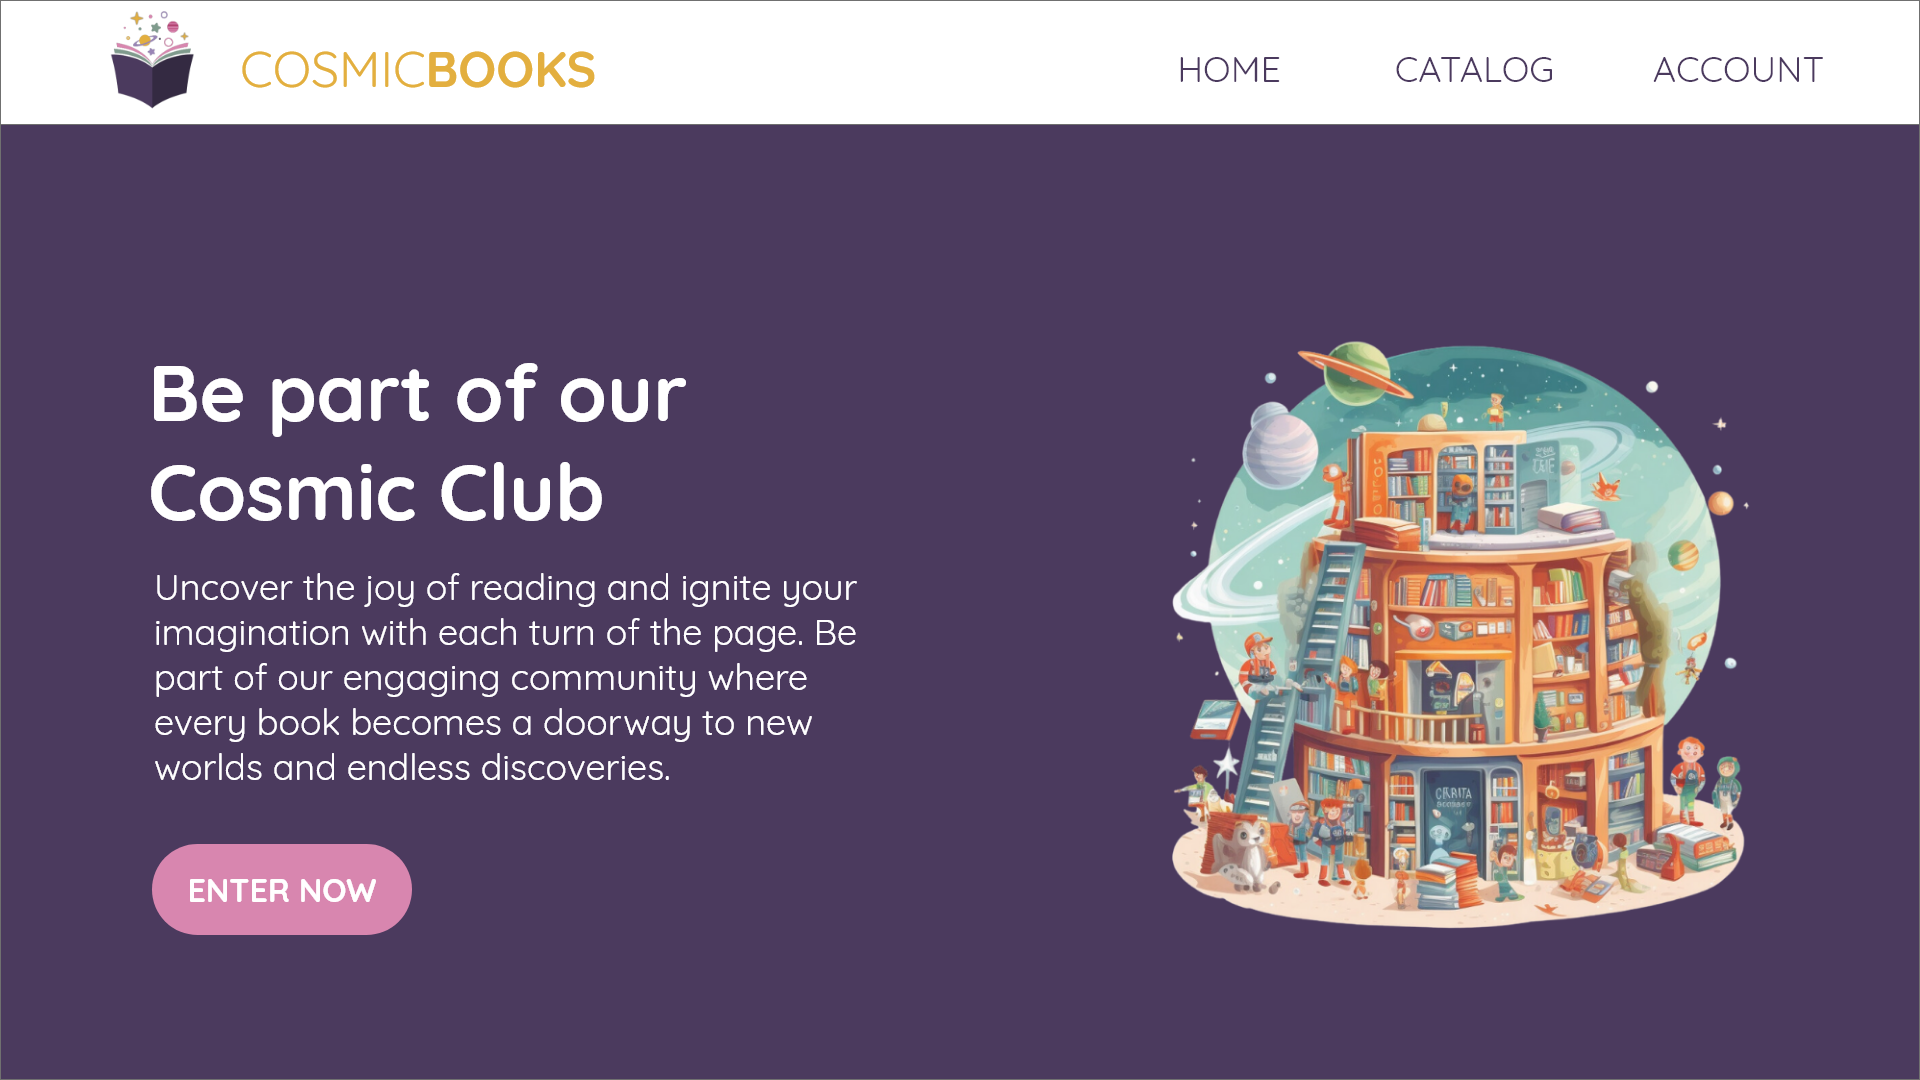 COSMICBOOKS
HOME
CATALOG
ACCOUNT
Be part of our
Cosmic Club
Uncover the joy of reading and ignite your
imagination with each turn of the page. Be
part of our engaging community where
every book becomes a doorway to new
worlds and endless discoveries.
ENTER NOW